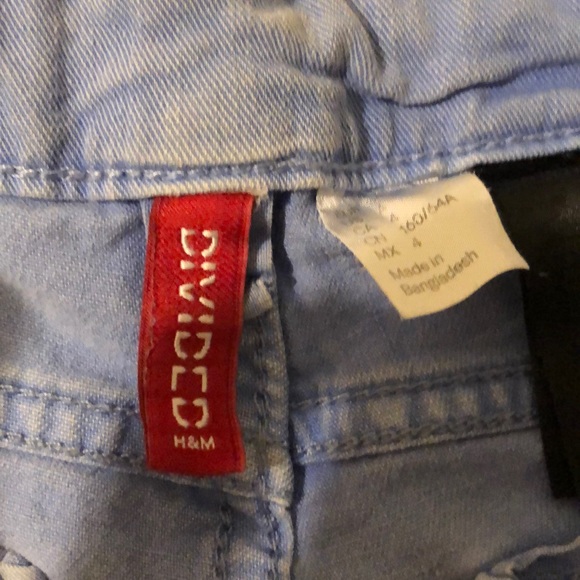 DIVIDED
H&M
CA 4
CN 160/64A
MX 4
Made in
Bangladesh